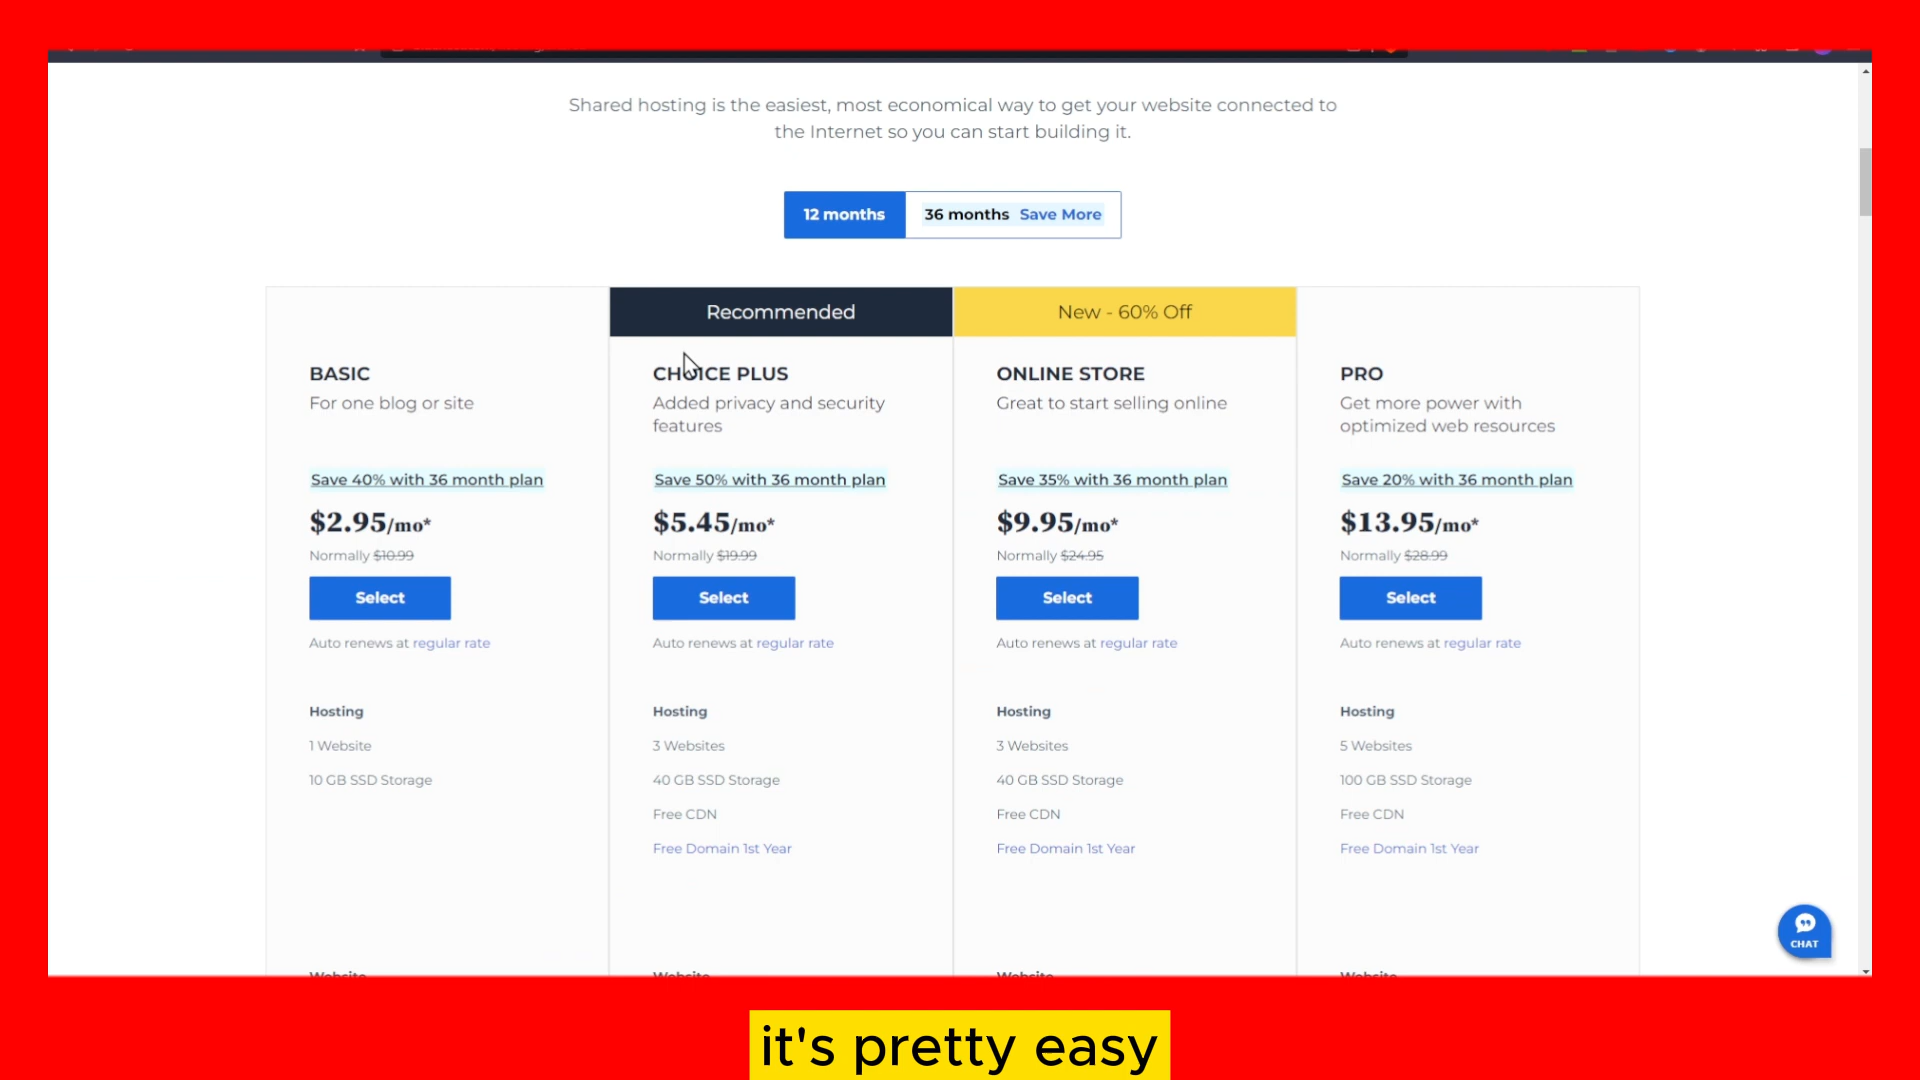 Shared hosting is the easiest, most economical way to get your website connected to
the Internet so you can start building it.
12 months
36 months Save More
Recommended
New - 60% Off
BASIC
For one blog or site
Save 40% with 36 month plan
$2.95/mo*
Normally $10.99
Select
Auto renews at regular rate
Hosting
1 Website
10 GB SSD Storage
Website
CHOICE PLUS
Added privacy and security
features
Save 50% with 36 month plan
$5.45/mo*
Normally $19.99
Select
Auto renews at regular rate
Hosting
3 Websites
40 GB SSD Storage
Free CDN
Free Domain 1st Year
Website
ONLINE STORE
Great to start selling online
Save 35% with 36 month plan
$9.95/mo*
Normally $24.95
Select
Auto renews at regular rate
Hosting
3 Websites
40 GB SSD Storage
Free CDN
Free Domain 1st Year
Website
PRO
Get more power with
optimized web resources
Save 20% with 36 month plan
$13.95/mo*
Normally $28.99
Select
Auto renews at regular rate
Hosting
5 Websites
100 GB SSD Storage
Free CDN
Free Domain 1st Year
Website
CHAT
it's pretty easy